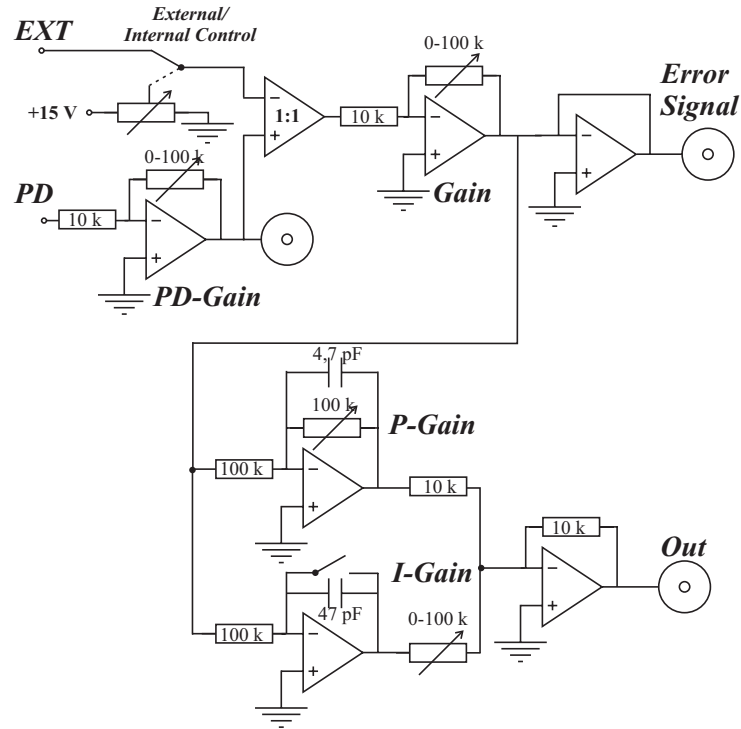 EXT
External/
Internal Control
+15 V
−
1:1
+
10 k
0-100 k
−
+
Gain
−
+
Error
Signal
PD
10 k
0-100 k
−
+
PD-Gain
4,7 pF
100 k
P-Gain
100 k
−
+
10 k
I-Gain
47 pF
100 k
−
+
0-100 k
10 k
−
+
Out